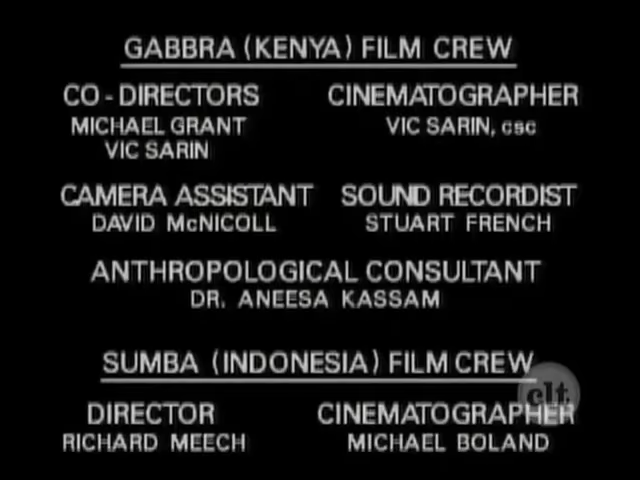 GABBRA (KENYA) FILM CREW
CO-DIRECTORS CINEMATOGRAPHER
MICHAEL GRANT VIC SARIN, csc
VIC SARIN
CAMERA ASSISTANT SOUND RECORDIST
DAVID McNICOLL STUART FRENCH
ANTHROPOLOGICAL CONSULTANT
DR. ANEESA KASSAM
SUMBA (INDONESIA) FILM CREW
clt
DIRECTOR CINEMATOGRAPHER
RICHARD MEECH MICHAEL BOLAND